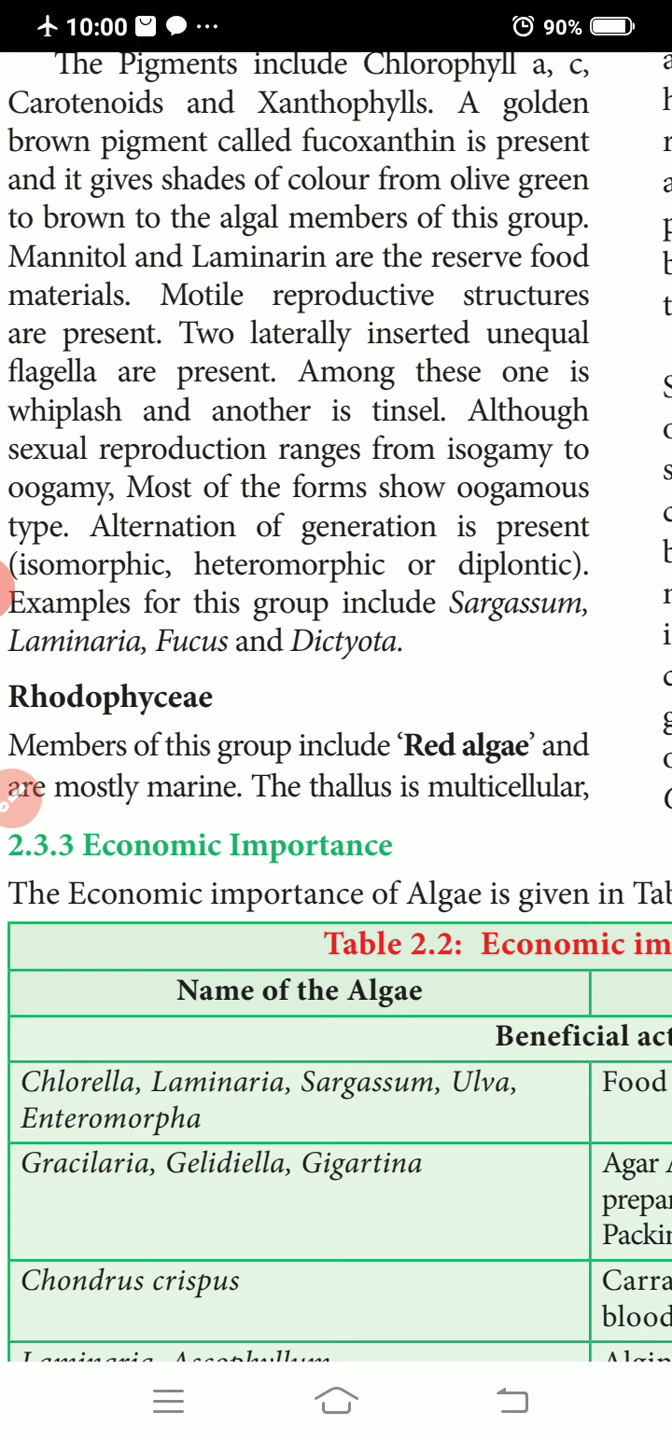 10:00
90%
The Pigments include Chlorophyll a, c,
Carotenoids and Xanthophylls. A golden
brown pigment called fucoxanthin is present
and it gives shades of colour from olive green
to brown to the algal members of this group.
Mannitol and Laminarin are the reserve food
materials. Motile reproductive structures
are present. Two laterally inserted unequal
flagella are present. Among these one is
whiplash and another is tinsel. Although
sexual reproduction ranges from isogamy to
oogamy, Most of the forms show oogamous
type. Alternation of generation is present
(isomorphic, heteromorphic or diplontic).
Examples for this group include Sargassum,
Laminaria, Fucus and Dictyota.
Rhodophyceae
Members of this group include ‘Red algae’ and
are mostly marine. The thallus is multicellular,
2.3.3 Economic Importance
The Economic importance of Algae is given in
Table 2.2: Economic
Name of the Algae
Beneficial
Chlorella, Laminaria, Sargassum, Ulva,
Enteromorpha
Food
Gracilaria, Gelidiella, Gigartina
Agar
Chondrus crispus
blood
Laminaria, Ascophyllum